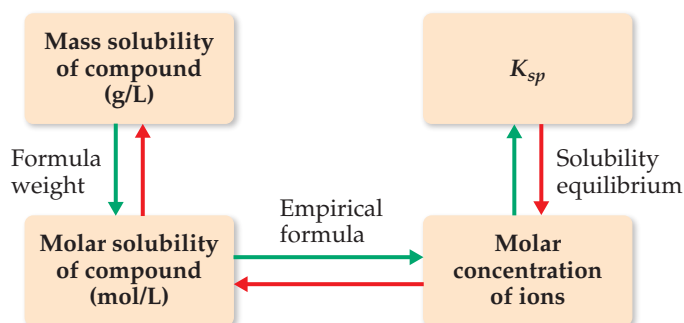 Mass solubility
of compound
(g/L)
K_sp
Formula
weight
Solubility
equilibrium
Empirical
formula
Molar solubility
of compound
(mol/L)
Molar
concentration
of ions